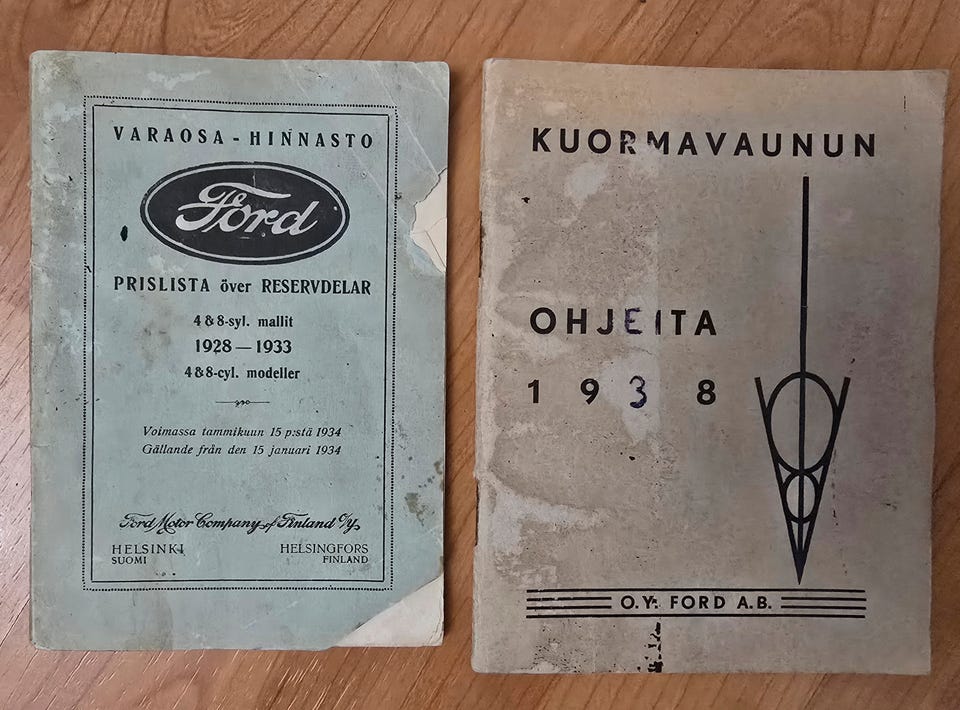 VARAOSA - HINNASTO
Ford
PRISLISTA över RESERVDELAR
4 & 8-syl. mallit
1928 — 1933
4 & 8-cyl. modeller
Voimassa tammikuun 15 p:stä 1934
Gällande från den 15 januari 1934
Ford Motor Company of Finland O/y,
HELSINKI HELSINGFORS
SUOMI FINLAND
KUORMAVAUNUN
OHJEITA
1938
O.Y. FORD A.B.